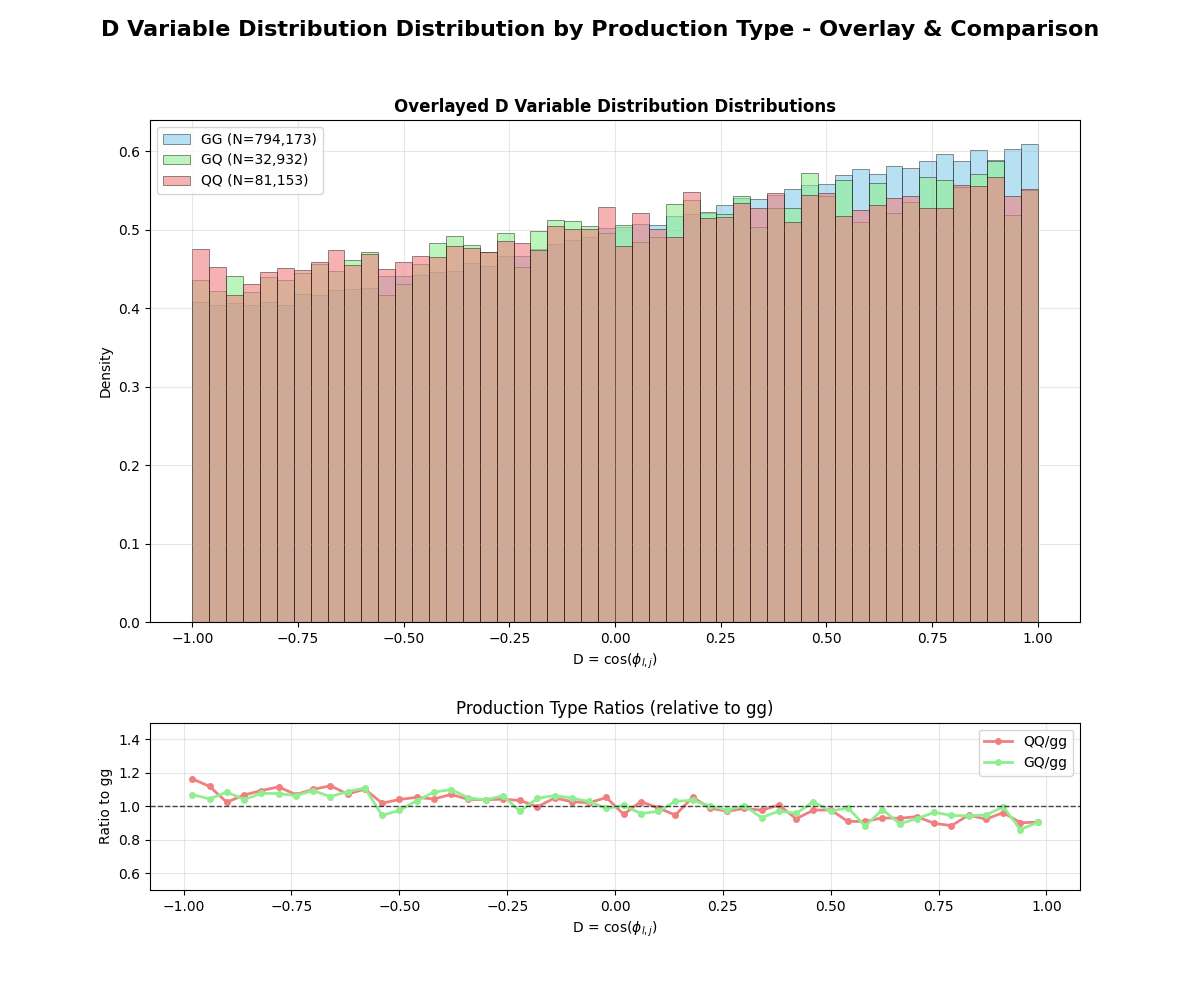 D Variable Distribution Distribution by Production Type - Overlay & Comparison
Overlayed D Variable Distribution Distributions
GG (N=794,173)
GQ (N=32,932)
QQ (N=81,153)
Density
0.6
0.5
0.4
0.3
0.2
0.1
0.0
−1.00 −0.75 −0.50 −0.25 0.00 0.25 0.50 0.75 1.00
D = cos(ϕl,j)
Production Type Ratios (relative to gg)
QQ/gg
GQ/gg
Ratio to gg
1.4
1.2
1.0
0.8
0.6
−1.00 −0.75 −0.50 −0.25 0.00 0.25 0.50 0.75 1.00
D = cos(ϕl,j)